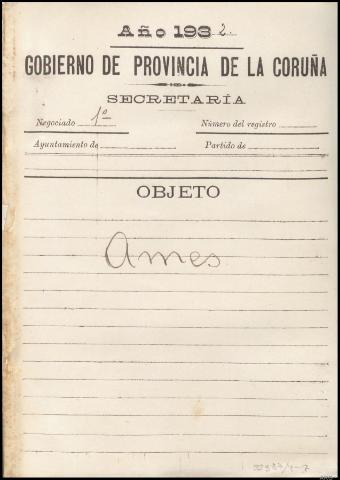 Año 1932.
GOBIERNO DE PROVINCIA DE LA CORUÑA
SECRETARÍA
Negociado 1º Número del registro
Ayuntamiento de Partido de
OBJETO
Ames